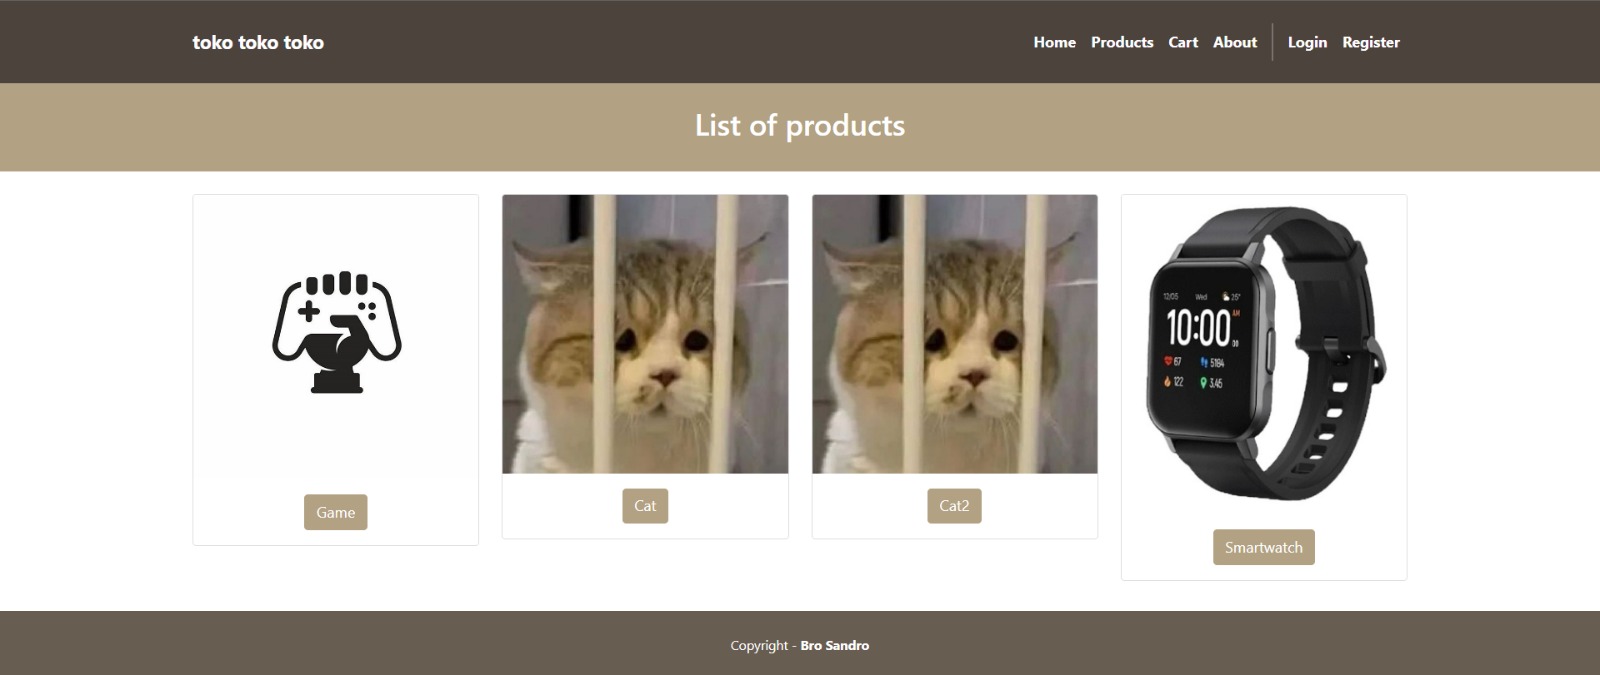 toko toko toko
Home Products Cart About Login Register
List of products
12/05 Wed 25°
10:00 AM 00
67 5184
122 3.45
Game
Cat
Cat2
Smartwatch
Copyright - Bro Sandro